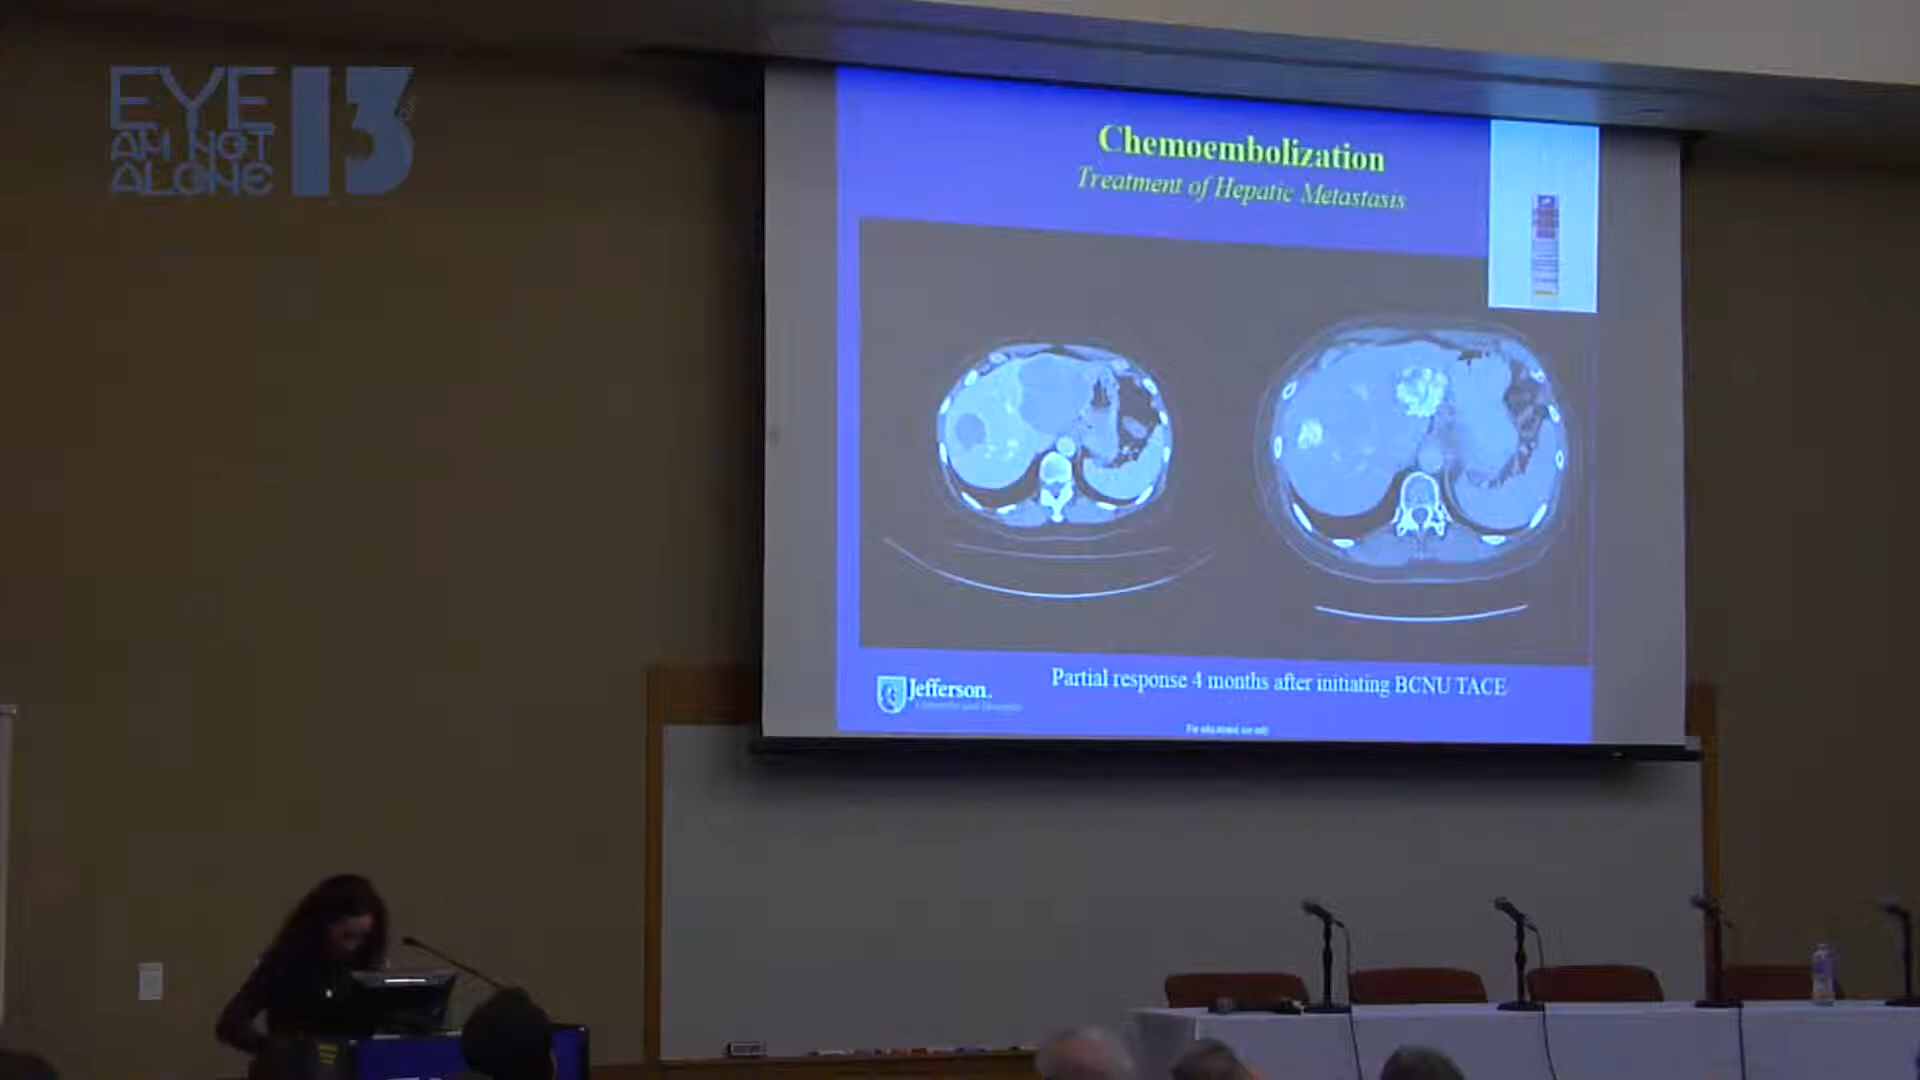 EYE
AM NOT
ALONE
13
Chemoembolization
Treatment of Hepatic Metastasis
Jefferson.
Partial response 4 months after initiating BCNU TACE